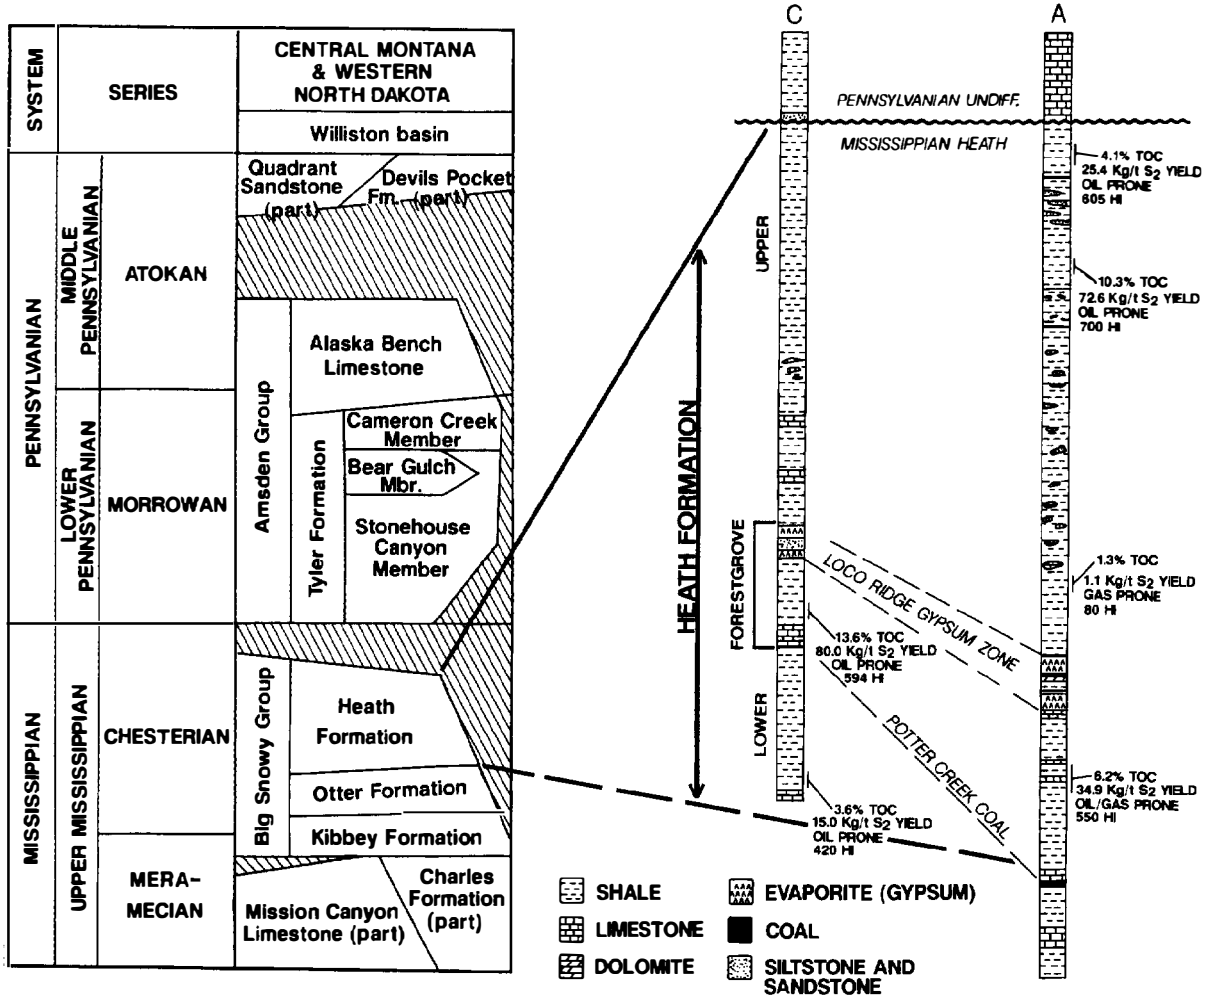 SYSTEM
SERIES
CENTRAL MONTANA
& WESTERN
NORTH DAKOTA
Williston basin
PENNSYLVANIAN
MIDDLE
PENNSYLVANIAN
ATOKAN
Quadrant
Sandstone
(part)
Devils Pocket
Fm. (part)
LOWER
PENNSYLVANIAN
MORROWAN
Amsden Group
Alaska Bench
Limestone
Tyler Formation
Cameron Creek
Member
Bear Gulch
Mbr.
Stonehouse
Canyon
Member
MISSISSIPPIAN
UPPER MISSISSIPPIAN
CHESTERIAN
Big Snowy Group
Heath
Formation
Otter Formation
Kibbey Formation
MERA-
MECIAN
Mission Canyon
Limestone (part)
Charles
Formation
(part)
C
A
PENNSYLVANIAN UNDIFF.
MISSISSIPPIAN HEATH
HEATH FORMATION
UPPER
FORESTGROVE
LOWER
4.1% TOC
25.4 Kg/t S2 YIELD
OIL PRONE
605 HI
10.3% TOC
72.6 Kg/t S2 YIELD
OIL PRONE
700 HI
1.3% TOC
1.1 Kg/t S2 YIELD
GAS PRONE
80 HI
LOCO RIDGE GYPSUM ZONE
13.6% TOC
80.0 Kg/t S2 YIELD
OIL PRONE
594 HI
POTTER CREEK COAL
6.2% TOC
34.9 Kg/t S2 YIELD
OIL/GAS PRONE
550 HI
3.6% TOC
15.0 Kg/t S2 YIELD
OIL PRONE
420 HI
SHALE
LIMESTONE
DOLOMITE
EVAPORITE (GYPSUM)
COAL
SILTSTONE AND
SANDSTONE